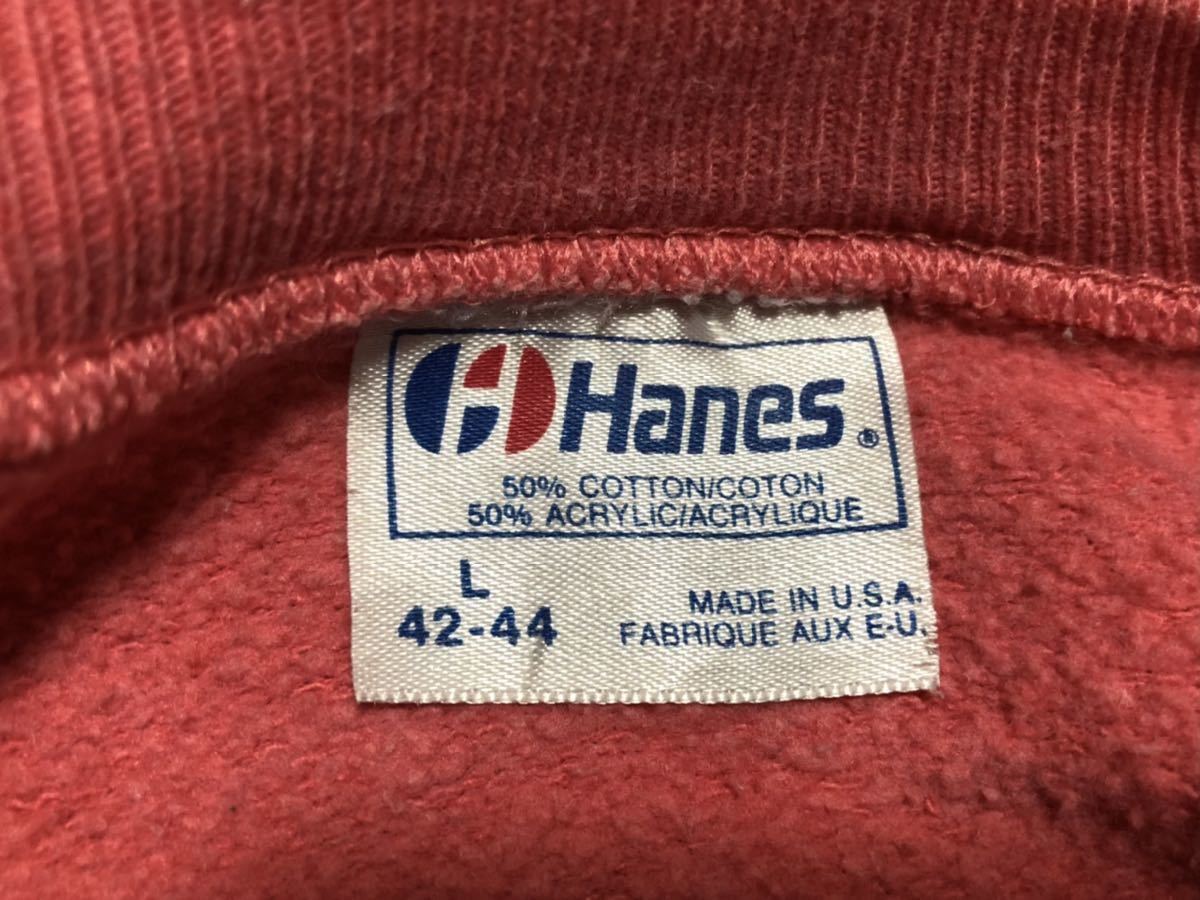 Hanes®
50% COTTON/COTON
50% ACRYLIC/ACRYLIQUE
L
42-44
MADE IN U.S.A.
FABRIQUE AUX E-U.